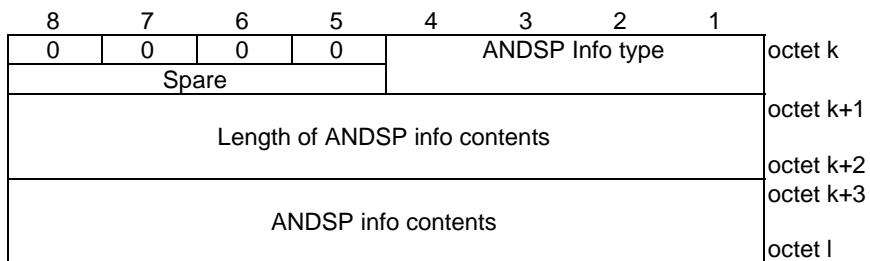 8 7 6 5 4 3 2 1
0 0 0 0 ANDSP Info type octet k
Spare
octet k+1
Length of ANDSP info contents
octet k+2
octet k+3
ANDSP info contents
octet l